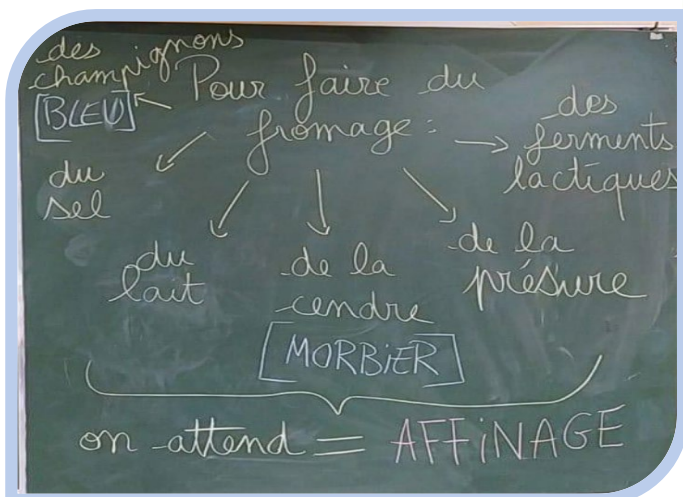 Pour faire du
fromage :
des
champignons
[BLEU]
du
sel
du
lait
de la
cendre
[MORBiER]
de la
présure
des
ferments
lactiques
on attend = AFFiNAGE